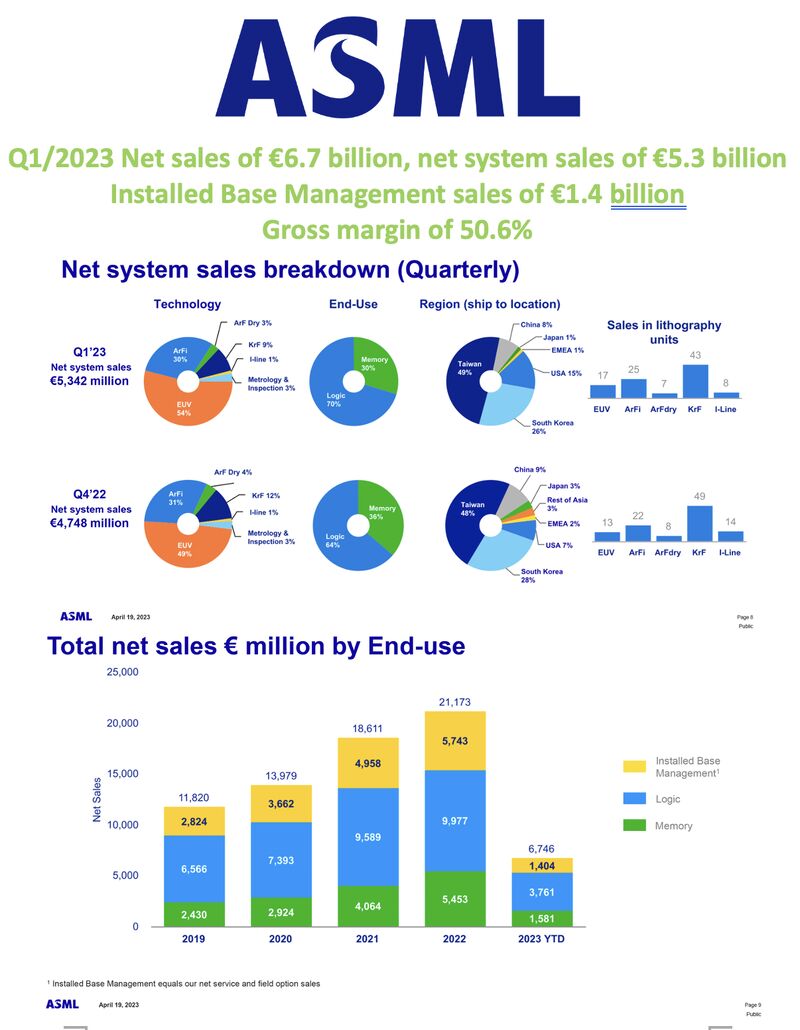 ASML
Q1/2023 Net sales of €6.7 billion, net system sales of €5.3 billion
Installed Base Management sales of €1.4 billion
Gross margin of 50.6%
Net system sales breakdown (Quarterly)
Technology
End-Use
Region (ship to location)
Sales in lithography
units
Q1’23
Net system sales
€5,342 million
ArFi
30%
ArF Dry 3%
KrF 9%
I-line 1%
Metrology &
Inspection 3%
EUV
54%
Memory
30%
Logic
70%
Taiwan
49%
China 8%
Japan 1%
EMEA 1%
USA 15%
South Korea
26%
17
25
7
43
8
EUV
ArFi
ArFdry
KrF
I-Line
Q4’22
Net system sales
€4,748 million
ArFi
31%
ArF Dry 4%
KrF 12%
I-line 1%
Metrology &
Inspection 3%
EUV
49%
Memory
36%
Logic
64%
Taiwan
48%
China 9%
Japan 3%
Rest of Asia
3%
EMEA 2%
USA 7%
South Korea
28%
13
22
8
49
14
EUV
ArFi
ArFdry
KrF
I-Line
ASML
April 19, 2023
Page 8
Public
Total net sales € million by End-use
Net Sales
25,000
20,000
15,000
10,000
5,000
0
11,820
2,824
6,566
2,430
2019
13,979
3,662
7,393
2,924
2020
18,611
4,958
9,589
4,064
2021
21,173
5,743
9,977
5,453
2022
6,746
1,404
3,761
1,581
2023 YTD
Installed Base
Management¹
Logic
Memory
¹ Installed Base Management equals our net service and field option sales
ASML
April 19, 2023
Page 9
Public